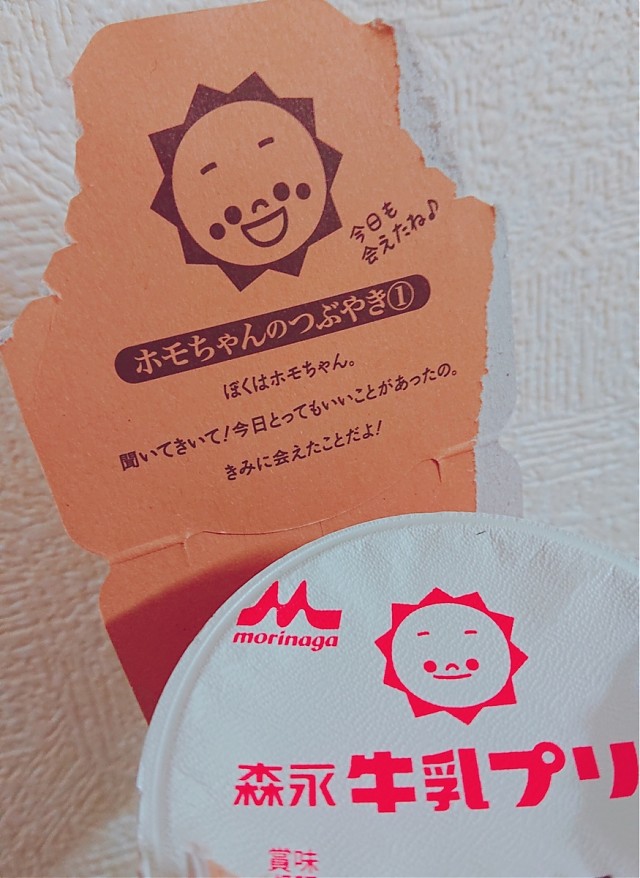 今日も
会えたね♪
ホモちゃんのつぶやき①
ぼくはホモちゃん。
聞いてきいて！今日とってもいいことがあったの。
きみに会えたことだよ！
morinaga
森永牛乳プリ
賞味